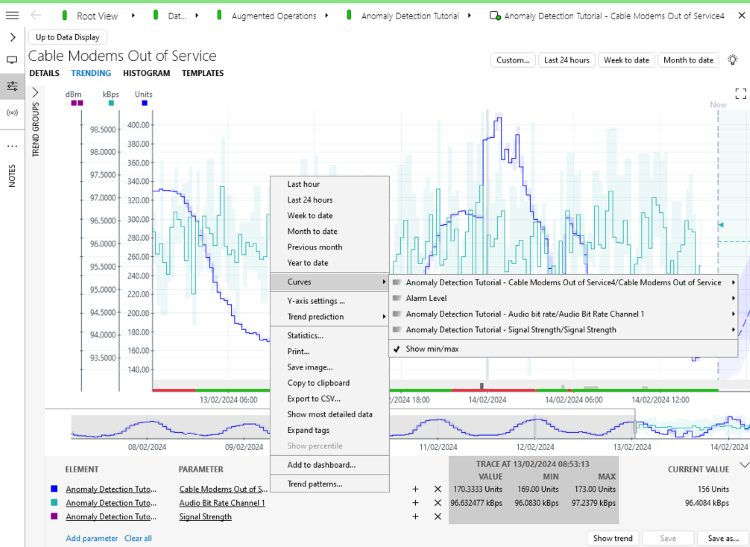 Root View
Dat...
Augmented Operations
Anomaly Detection Tutorial
Anomaly Detection Tutorial - Cable Modems Out of Service4
Up to Data Display
Cable Modems Out of Service
DETAILS TRENDING HISTOGRAM TEMPLATES
Custom... Last 24 hours Week to date Month to date
TREND GROUPS
NOTES
dBm kBps Units
Now
98.5000
98.0000
97.5000
97.0000
96.5000
96.0000
95.5000
95.0000
94.5000
94.0000
93.5000
400.00
380.00
360.00
340.00
320.00
300.00
280.00
260.00
240.00
220.00
200.00
180.00
160.00
140.00
Last hour
Last 24 hours
Week to date
Month to date
Previous month
Year to date
Curves
Y-axis settings ...
Trend prediction
Statistics...
Print...
Save image...
Copy to clipboard
Export to CSV...
Show most detailed data
Expand tags
Show percentile
Add to dashboard...
Trend patterns...
Anomaly Detection Tutorial - Cable Modems Out of Service4/Cable Modems Out of Service
Alarm Level
Anomaly Detection Tutorial - Audio bit rate/Audio Bit Rate Channel 1
Anomaly Detection Tutorial - Signal Strength/Signal Strength
Show min/max
13/02/2024 06:00 02/2024 18:00 14/02/2024 14/02/2024 06:00 14/02/2024 12:00
08/02/2024 09/02/2024 11/02/2024 12/02/2024 13/02/2024 14/02/2024
ELEMENT PARAMETER TRACE AT 13/02/2024 08:53:13 CURRENT VALUE
VALUE MIN MAX
Anomaly Detection Tuto... Cable Modems Out of S... + × 170.3333 Units 169.00 Units 173.00 Units 156 Units
Anomaly Detection Tuto... Audio Bit Rate Channel 1 + × 96.632477 kBps 96.0830 kBps 97.2379 kBps 96.4084 kBps
Anomaly Detection Tuto... Signal Strength + ×
Add parameter Clear all
Show trend Save Save as...